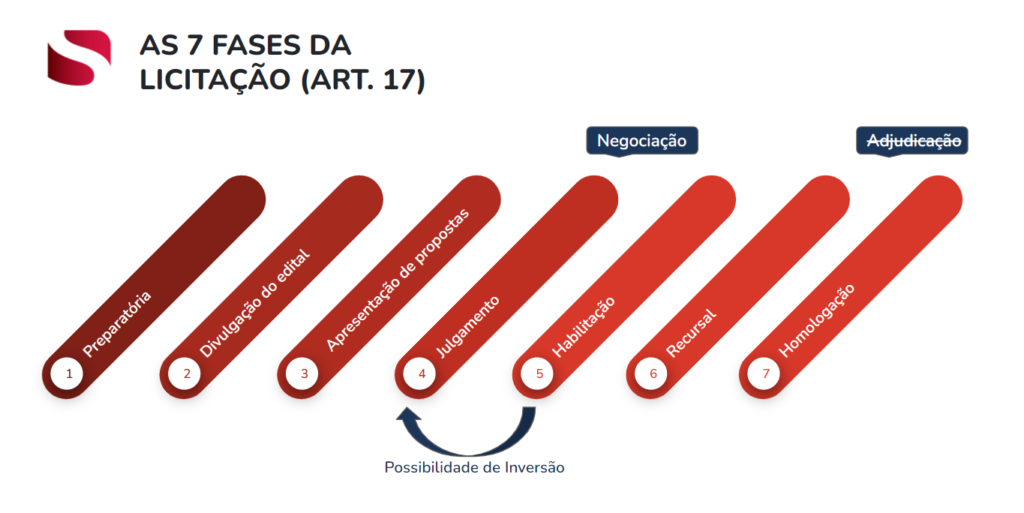 AS 7 FASES DA
LICITAÇÃO (ART. 17)
Negociação
Adjudicação
1 Preparatória
2 Divulgação do edital
3 Apresentação de propostas
4 Julgamento
5 Habilitação
6 Recursal
7 Homologação
Possibilidade de Inversão